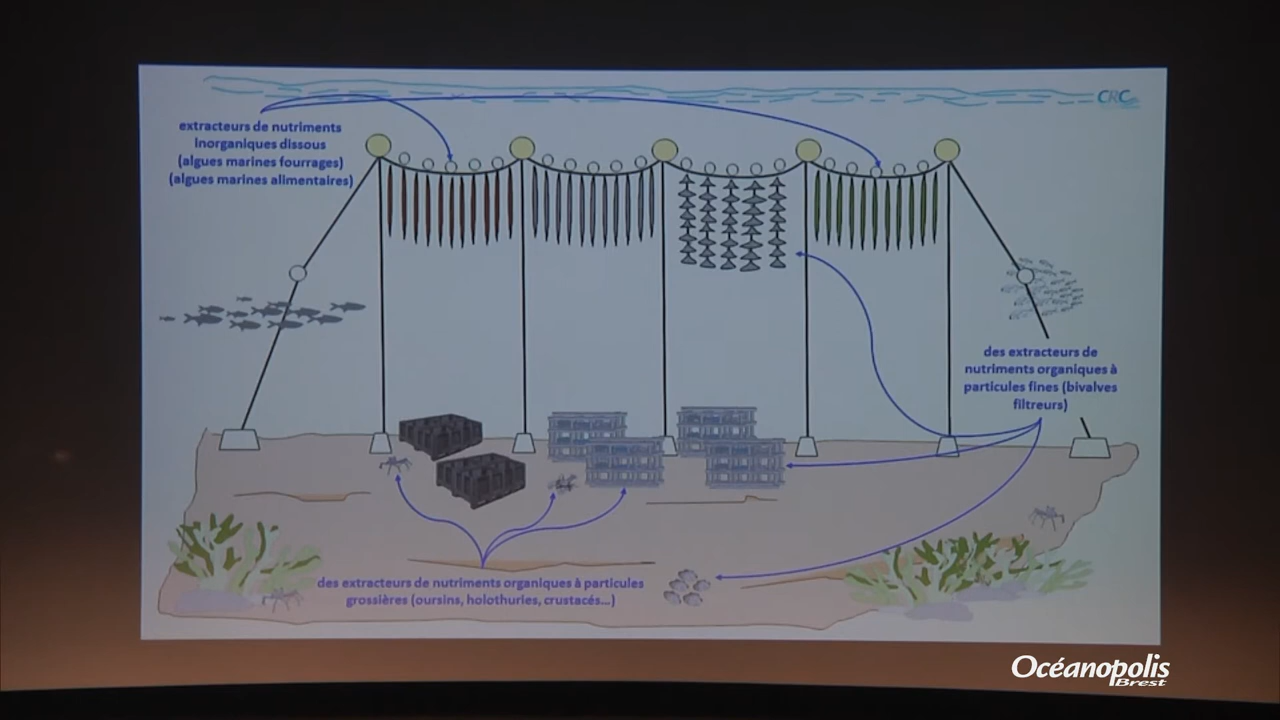 CRC
extracteurs de nutriments
inorganiques dissous
(algues marines fourrages)
(algues marines alimentaires)
des extracteurs de
nutriments organiques à
particules fines (bivalves
filtreurs)
des extracteurs de nutriments organiques à particules
grossière (oursins, holothuries, crustacés...)
Océanopolis
Brest